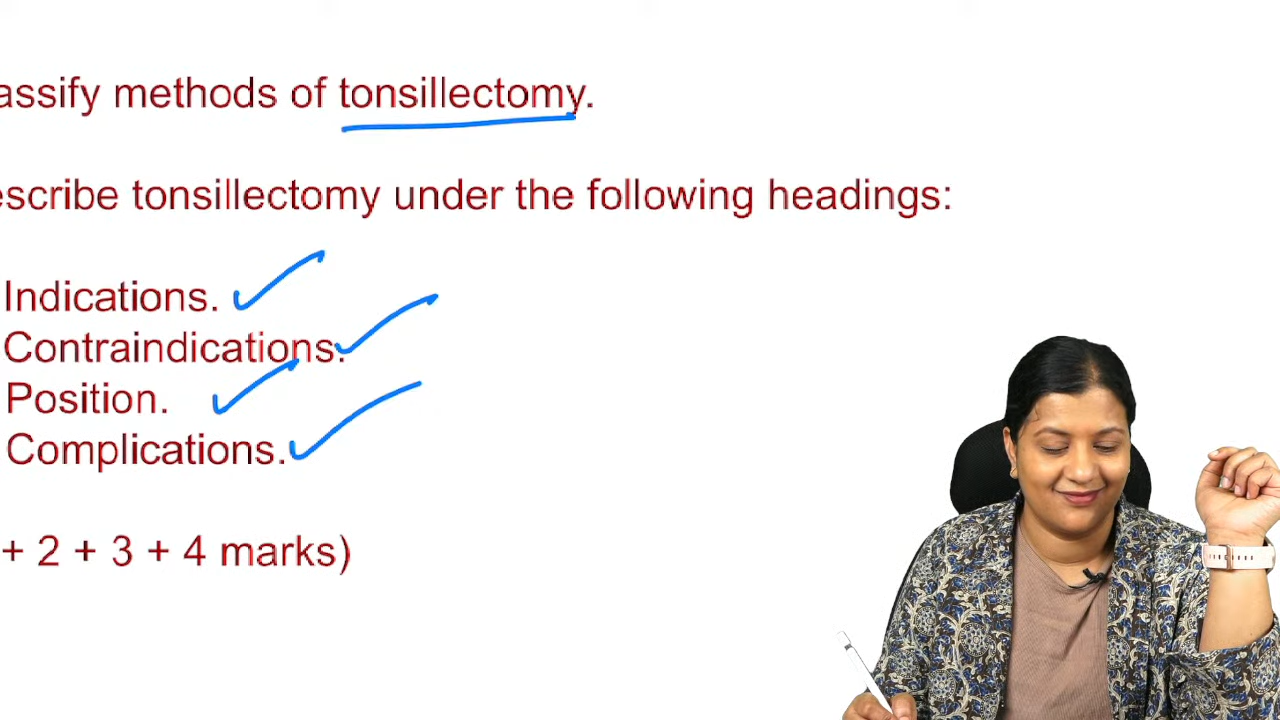 assify methods of tonsillectomy.
escribe tonsillectomy under the following headings:
Indications.
Contraindications.
Position.
Complications.
+ 2 + 3 + 4 marks)